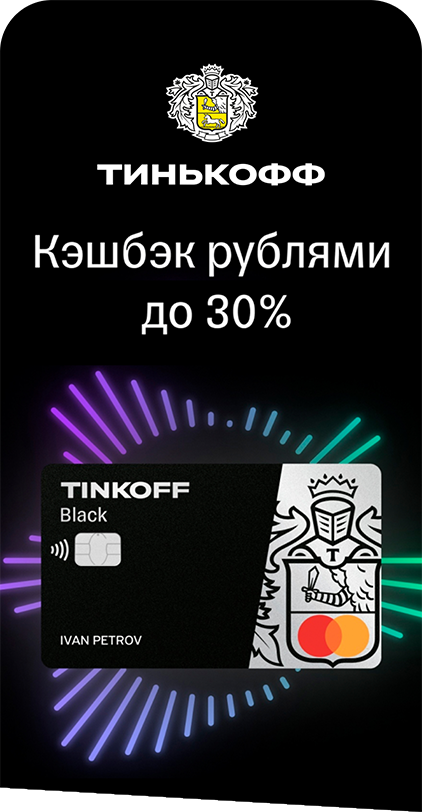 ТИНЬКОФФ
Кэшбэк рублями
до 30%
TINKOFF
Black
T
IVAN PETROV